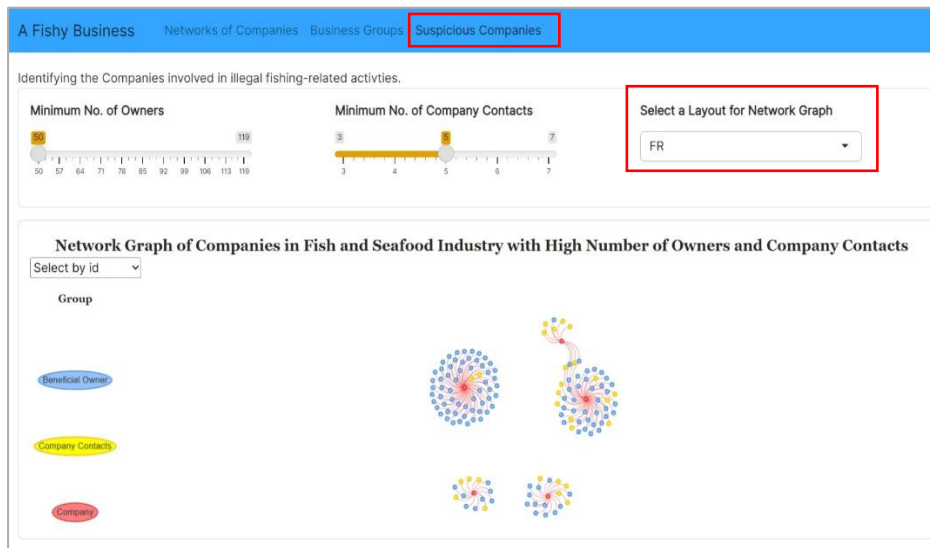 A Fishy Business Networks of Companies Business Groups Suspicious Companies
Identifying the Companies involved in illegal fishing-related activties.
Minimum No. of Owners
50 119
50 57 64 71 78 85 92 99 106 113 119
Minimum No. of Company Contacts
3 5 7
3 4 5 6 7
Select a Layout for Network Graph
FR
Network Graph of Companies in Fish and Seafood Industry with High Number of Owners and Company Contacts
Select by id
Group
Beneficial Owner
Company Contacts
Company